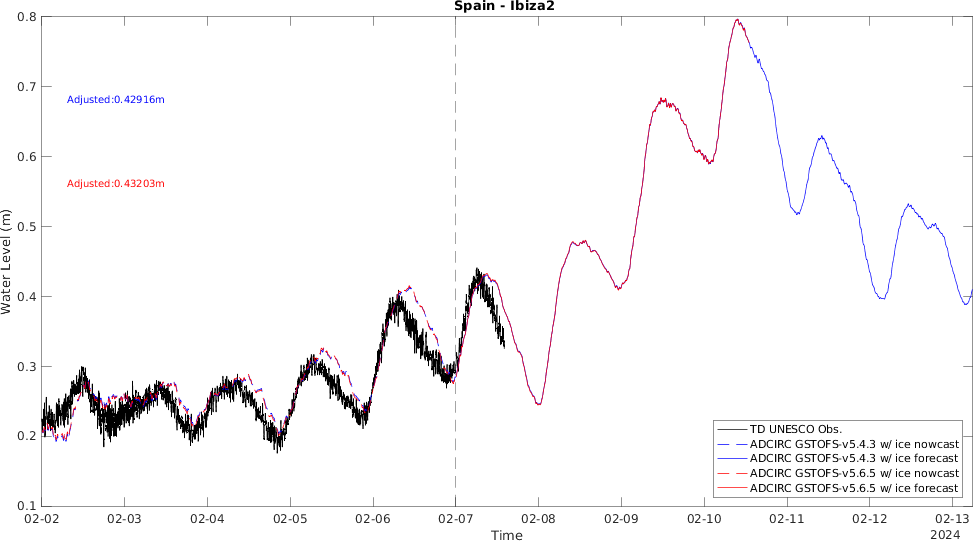 Spain - Ibiza2
0.8
0.7
0.6
0.5
0.4
0.3
0.2
0.1
Water Level (m)
Adjusted:0.42916m
Adjusted:0.43203m
TD UNESCO Obs.
ADCIRC GSTOFS-v5.4.3 w/ ice nowcast
ADCIRC GSTOFS-v5.4.3 w/ ice forecast
ADCIRC GSTOFS-v5.6.5 w/ ice nowcast
ADCIRC GSTOFS-v5.6.5 w/ ice forecast
02-02 02-03 02-04 02-05 02-06 02-07 02-08 02-09 02-10 02-11 02-12 02-13
Time
2024